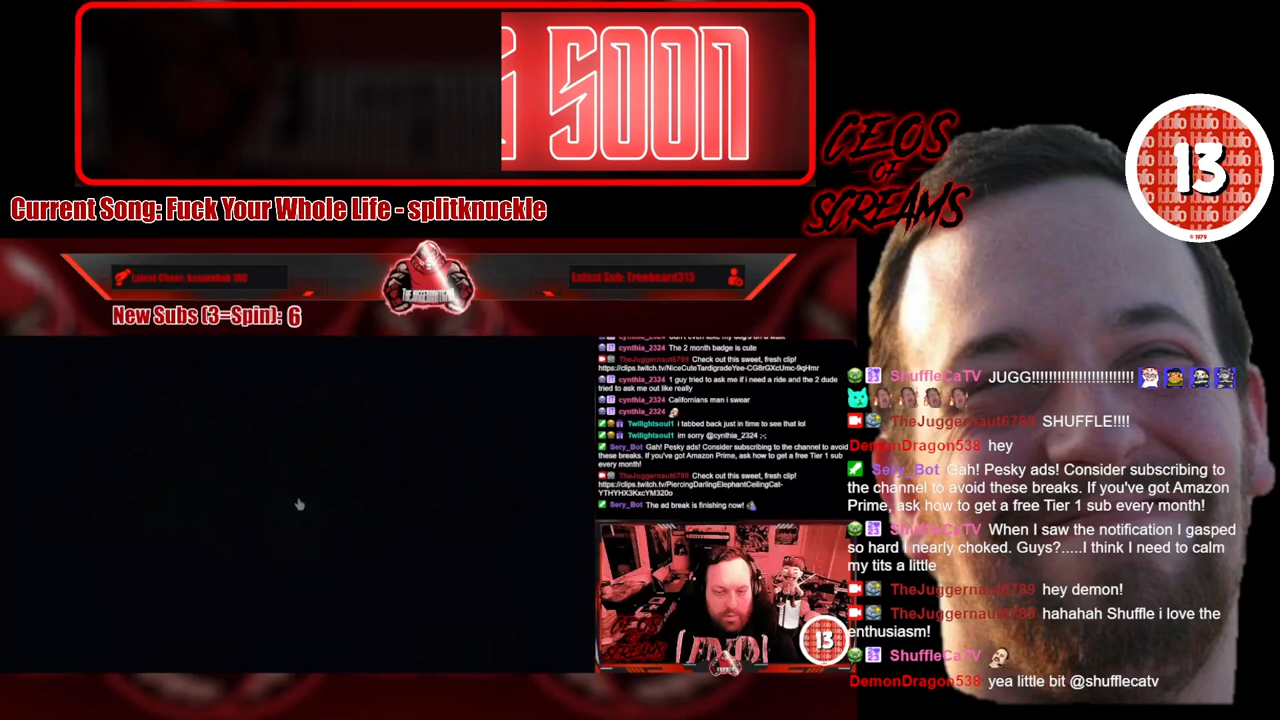 SOON
CEOS
OF
SCREAMS
13
© 1979
Current Song: Fuck Your Whole Life - splitknuckle
Latest Sub: Treebeard313
New Subs (3=Spin): 6
cynthia_2324 The 2 month badge is cute
TheJuggernaut6789 Check out this sweet, fresh clip!
https://clips.twitch.tv/NiceCuteTardigradeYee-CG8rGXcUmc-9qHmr
cynthia_2324 1 guy tried to ask me if i need a ride and the 2 dude
tried to ask me out like really
cynthia_2324 Californians man i swear
cynthia_2324
Twilightsoul1 i tabbed back just in time to see that lol
Twilightsoul1 im sorry @cynthia_2324 ;-;
Sery_Bot Gah! Pesky ads! Consider subscribing to the channel to avoid
these breaks. If you've got Amazon Prime, ask how to get a free Tier 1 sub
every month!
TheJuggernaut6789 Check out this sweet, fresh clip!
https://clips.twitch.tv/PiercingDarlingElephantCeilingCat-
YTHYHX3KxcYM320o
Sery_Bot The ad break is finishing now!
CEOS
OF
SCREAMS
13
ShuffleCaTV JUGG!!!!!!!!!!!!!!!!!!!!!!!!
TheJuggernaut6789 SHUFFLE!!!!
DemonDragon538 hey
Sery_Bot Gah! Pesky ads! Consider subscribing to
the channel to avoid these breaks. If you've got Amazon
Prime, ask how to get a free Tier 1 sub every month!
ShuffleCaTV When I saw the notification I gasped
so hard I nearly choked. Guys?.....I think I need to calm
my tits a little
TheJuggernaut6789 hey demon!
TheJuggernaut6789 hahahah Shuffle i love the
enthusiasm!
ShuffleCaTV
DemonDragon538 yea little bit @shufflecatv